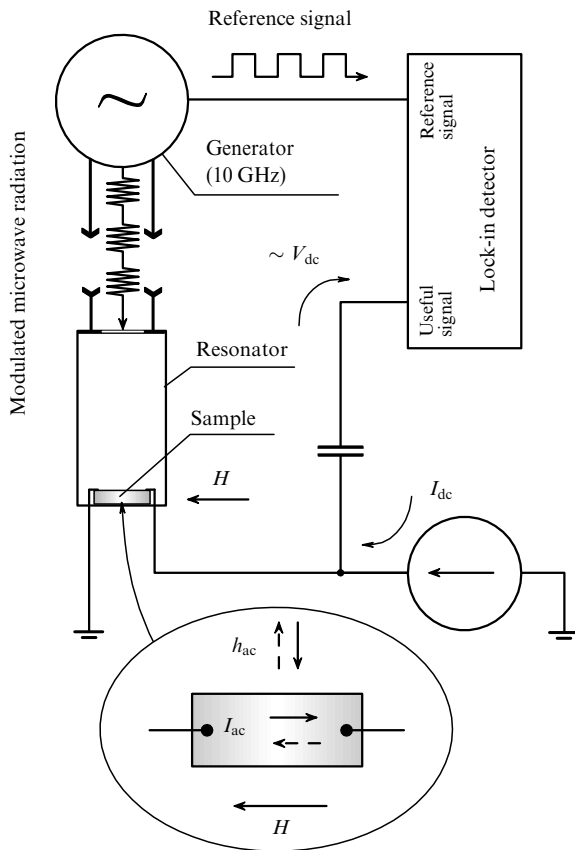 Reference signal
Modulated microwave radiation
~
Generator
(10 GHz)
Reference
signal
Lock-in detector
Useful
signal
~ V_dc
Resonator
Sample
H
I_dc
h_ac
I_ac
H